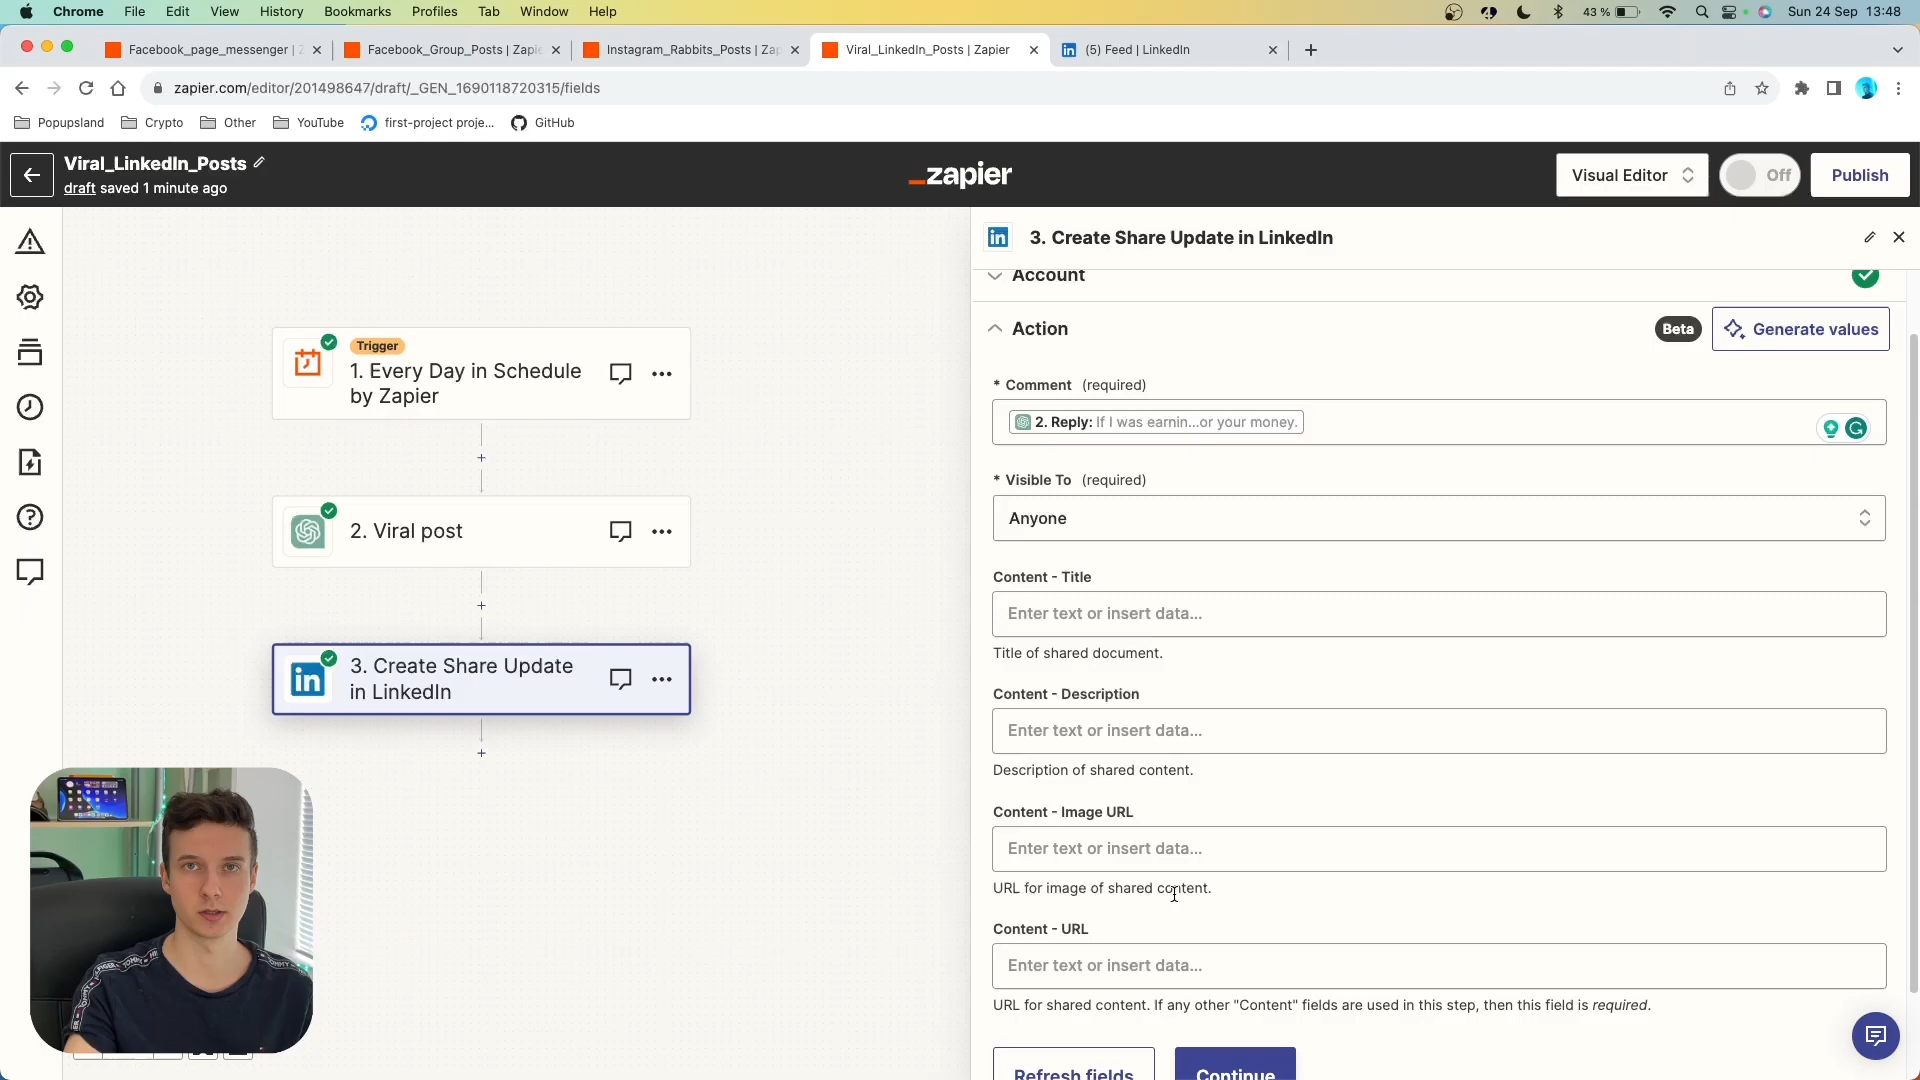 Chrome File Edit View History Bookmarks Profiles Tab Window Help 43 % Sun 24 Sep 13:48
Facebook_page_messenger | Z
Facebook_Group_Posts | Zapie
Instagram_Rabbits_Posts | Zap
Viral_LinkedIn_Posts | Zapier
(5) Feed | LinkedIn
zapier.com/editor/201498647/draft/_GEN_1690118720315/fields
Popupsland Crypto Other YouTube first-project proje... GitHub
Viral_LinkedIn_Posts
draft saved 1 minute ago
_zapier
Visual Editor
Off
Publish
Trigger
1. Every Day in Schedule
by Zapier
2. Viral post
3. Create Share Update
in LinkedIn
3. Create Share Update in LinkedIn
Account
Action
Beta
Generate values
* Comment (required)
2. Reply: If I was earnin...or your money.
* Visible To (required)
Anyone
Content - Title
Enter text or insert data...
Title of shared document.
Content - Description
Enter text or insert data...
Description of shared content.
Content - Image URL
Enter text or insert data...
URL for image of shared content.
Content - URL
Enter text or insert data...
URL for shared content. If any other "Content" fields are used in this step, then this field is required.
Refresh fields
Continue